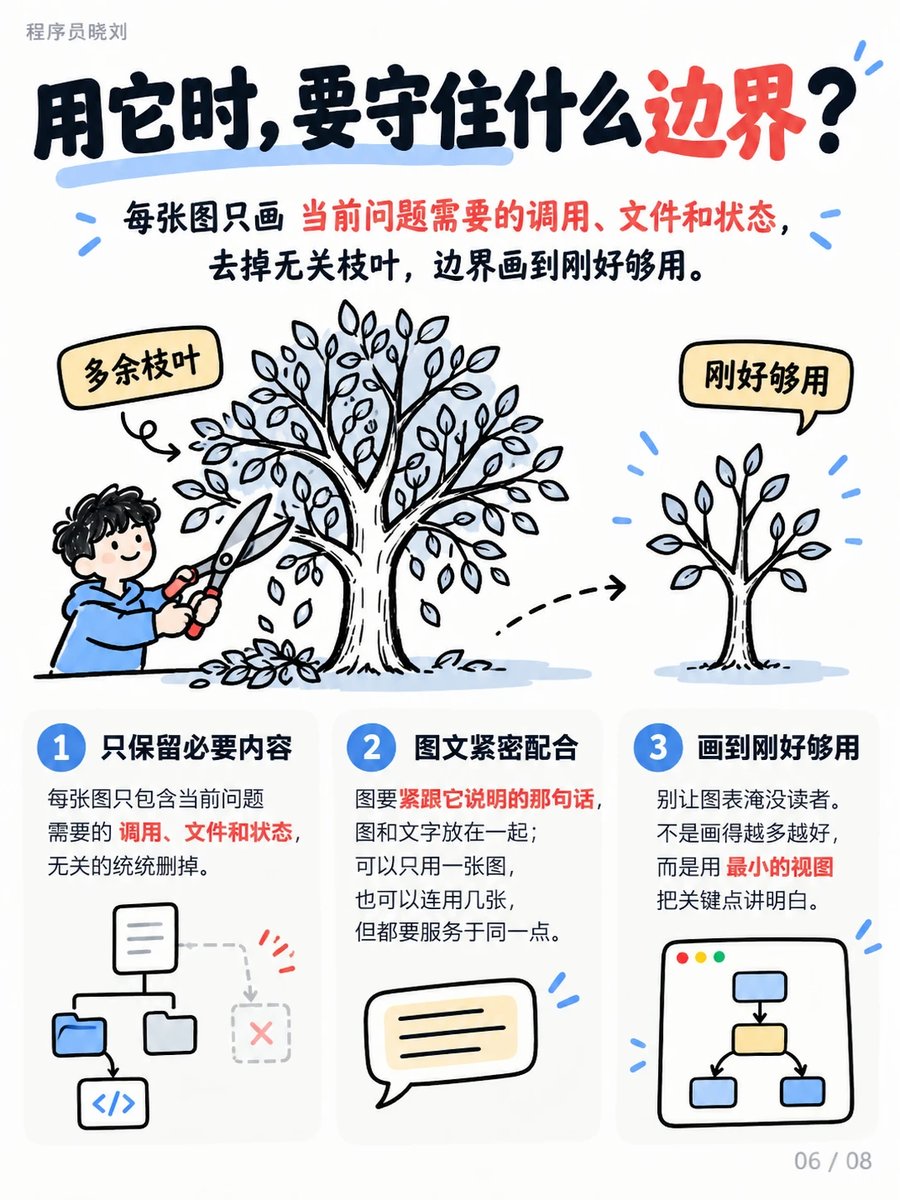 程序员晓刘
用它时，要守住什么边界？
每张图只画 当前问题需要的调用、文件和状态，
去掉无关枝叶，边界画到刚好够用。
多余枝叶
刚好够用
1 只保留必要内容
每张图只包含当前问题
需要的 调用、文件和状态，
无关的统统删掉。
</>
2 图文紧密配合
图要紧跟它说明的那句话，
图和文字放在一起；
可以只用一张图，
也可以连用几张，
但都要服务于同一点。
3 画到刚好够用
别让图表淹没读者。
不是画得越多越好，
而是用 最小的视图
把关键点讲明白。
06 / 08